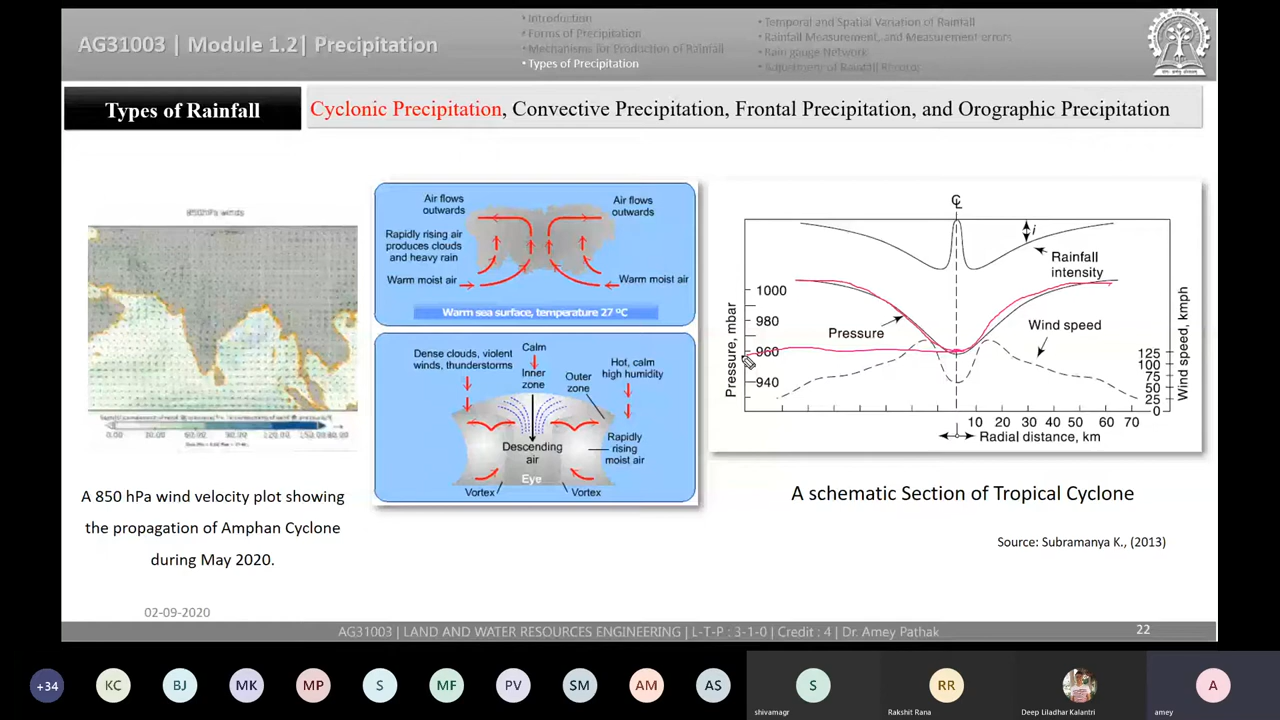 AG31003 | Module 1.2| Precipitation
• Introduction
• Forms of Precipitation
• Mechanisms for Production of Rainfall
• Types of Precipitation
• Temporal and Spatial Variation of Rainfall
• Rainfall Measurement, and Measurement errors
• Rain gauge Network
• Adjustment of Rainfall Record
Types of Rainfall
Cyclonic Precipitation, Convective Precipitation, Frontal Precipitation, and Orographic Precipitation
850 hPa winds
A 850 hPa wind velocity plot showing
the propagation of Amphan Cyclone
during May 2020.
Air flows
outwards
Air flows
outwards
Rapidly rising air
produces clouds
and heavy rain
Warm moist air
Warm moist air
Warm sea surface, temperature 27 ºC
Dense clouds, violent
winds, thunderstorms
Calm
Hot, calm
high humidity
Inner
zone
Outer
zone
Descending
air
Rapidly
rising
moist air
Eye
Vortex
Vortex
℄
i
Rainfall
intensity
Pressure
Wind speed
Pressure, mbar
1000
980
960
940
Wind speed, kmph
125
100
75
50
25
0
10 20 30 40 50 60 70
Radial distance, km
A schematic Section of Tropical Cyclone
Source: Subramanya K., (2013)
02-09-2020
AG31003 | LAND AND WATER RESOURCES ENGINEERING | L-T-P : 3-1-0 | Credit : 4 | Dr. Amey Pathak
22
+34
KC
BJ
MK
MP
S
MF
PV
SM
AM
AS
S
shivamagr
RR
Rakshit Rana
Deep Liladhar Kalantri
A
amey